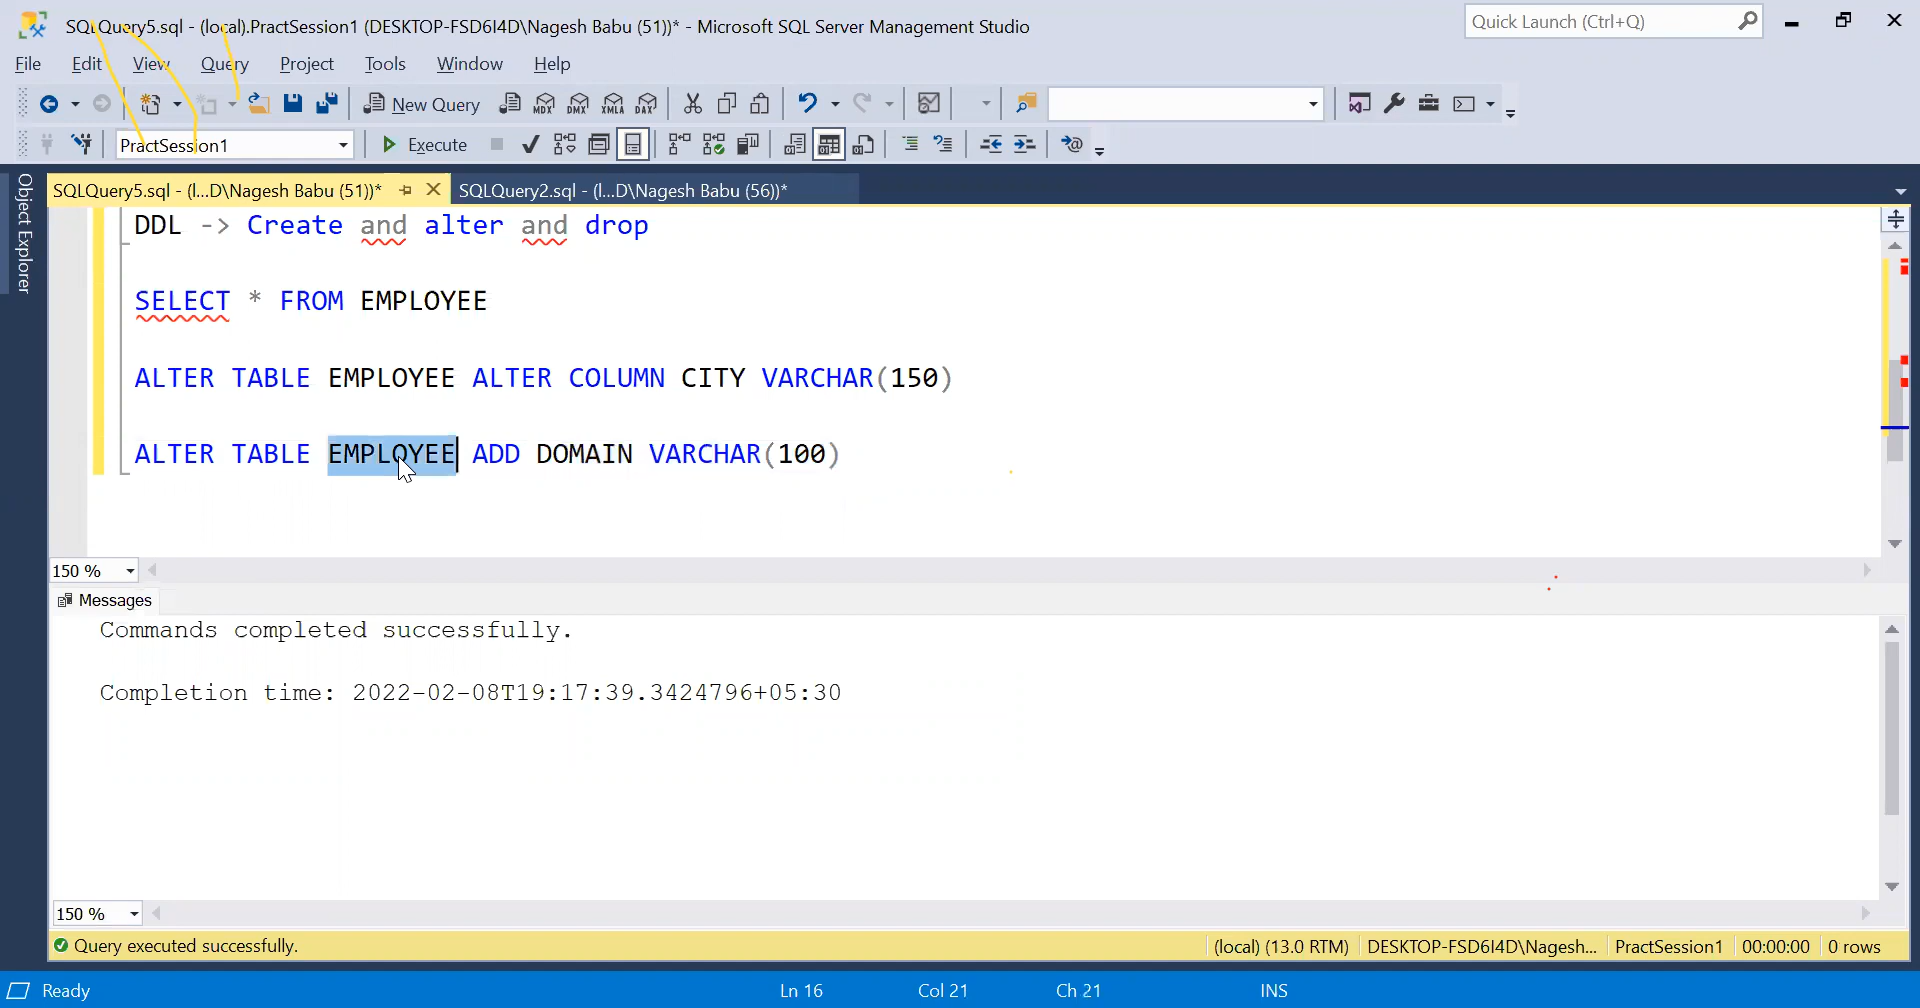 SQLQuery5.sql - (local).PractSession1 (DESKTOP-FSD6I4D\Nagesh Babu (51))* - Microsoft SQL Server Management Studio
Quick Launch (Ctrl+Q)
File Edit View Query Project Tools Window Help
New Query MDX DMX XMLA DAX
PractSession1 Execute
SQLQuery5.sql - (l...D\Nagesh Babu (51))* SQLQuery2.sql - (l...D\Nagesh Babu (56))*
Object Explorer
DDL -> Create and alter and drop
SELECT * FROM EMPLOYEE
ALTER TABLE EMPLOYEE ALTER COLUMN CITY VARCHAR(150)
ALTER TABLE EMPLOYEE ADD DOMAIN VARCHAR(100)
150 %
Messages
Commands completed successfully.
Completion time: 2022-02-08T19:17:39.3424796+05:30
150 %
Query executed successfully. (local) (13.0 RTM) DESKTOP-FSD6I4D\Nagesh... PractSession1 00:00:00 0 rows
Ready Ln 16 Col 21 Ch 21 INS